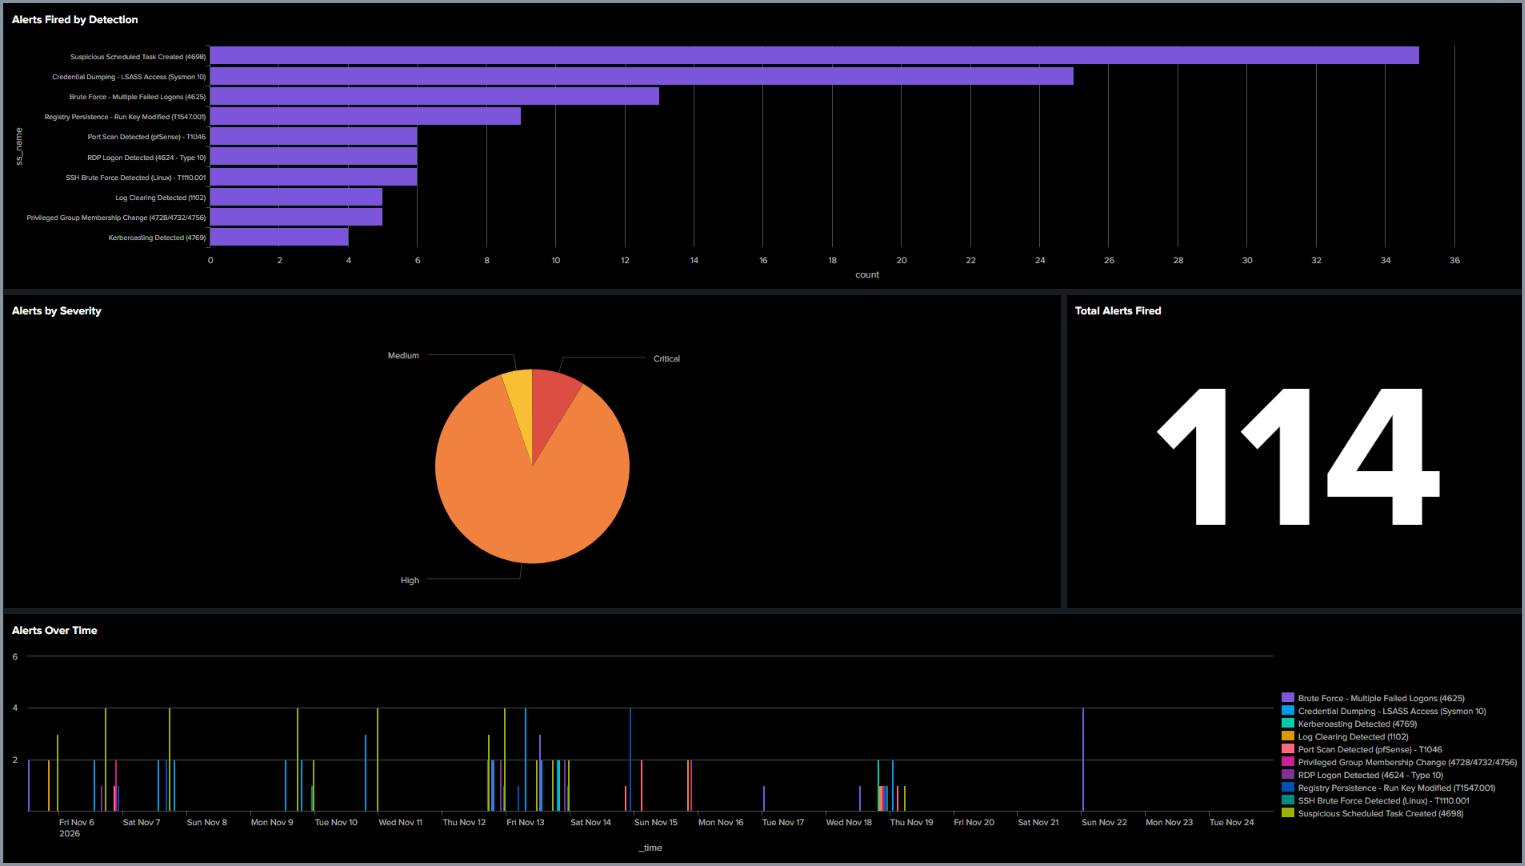 Alerts Fired by Detection
ss_name
Suspicious Scheduled Task Created (4698)
Credential Dumping - LSASS Access (Sysmon 10)
Brute Force - Multiple Failed Logons (4625)
Registry Persistence - Run Key Modified (T1547.001)
Port Scan Detected (pfSense) - T1046
RDP Logon Detected (4624 - Type 10)
SSH Brute Force Detected (Linux) - T1110.001
Log Clearing Detected (1102)
Privileged Group Membership Change (4728/4732/4756)
Kerberoasting Detected (4769)
0 2 4 6 8 10 12 14 16 18 20 22 24 26 28 30 32 34 36
count
Alerts by Severity
Medium
Critical
High
Total Alerts Fired
114
Alerts Over Time
6
4
2
Fri Nov 6 Sat Nov 7 Sun Nov 8 Mon Nov 9 Tue Nov 10 Wed Nov 11 Thu Nov 12 Fri Nov 13 Sat Nov 14 Sun Nov 15 Mon Nov 16 Tue Nov 17 Wed Nov 18 Thu Nov 19 Fri Nov 20 Sat Nov 21 Sun Nov 22 Mon Nov 23 Tue Nov 24
2026
_time
Brute Force - Multiple Failed Logons (4625)
Credential Dumping - LSASS Access (Sysmon 10)
Kerberoasting Detected (4769)
Log Clearing Detected (1102)
Port Scan Detected (pfSense) - T1046
Privileged Group Membership Change (4728/4732/4756)
RDP Logon Detected (4624 - Type 10)
Registry Persistence - Run Key Modified (T1547.001)
SSH Brute Force Detected (Linux) - T1110.001
Suspicious Scheduled Task Created (4698)